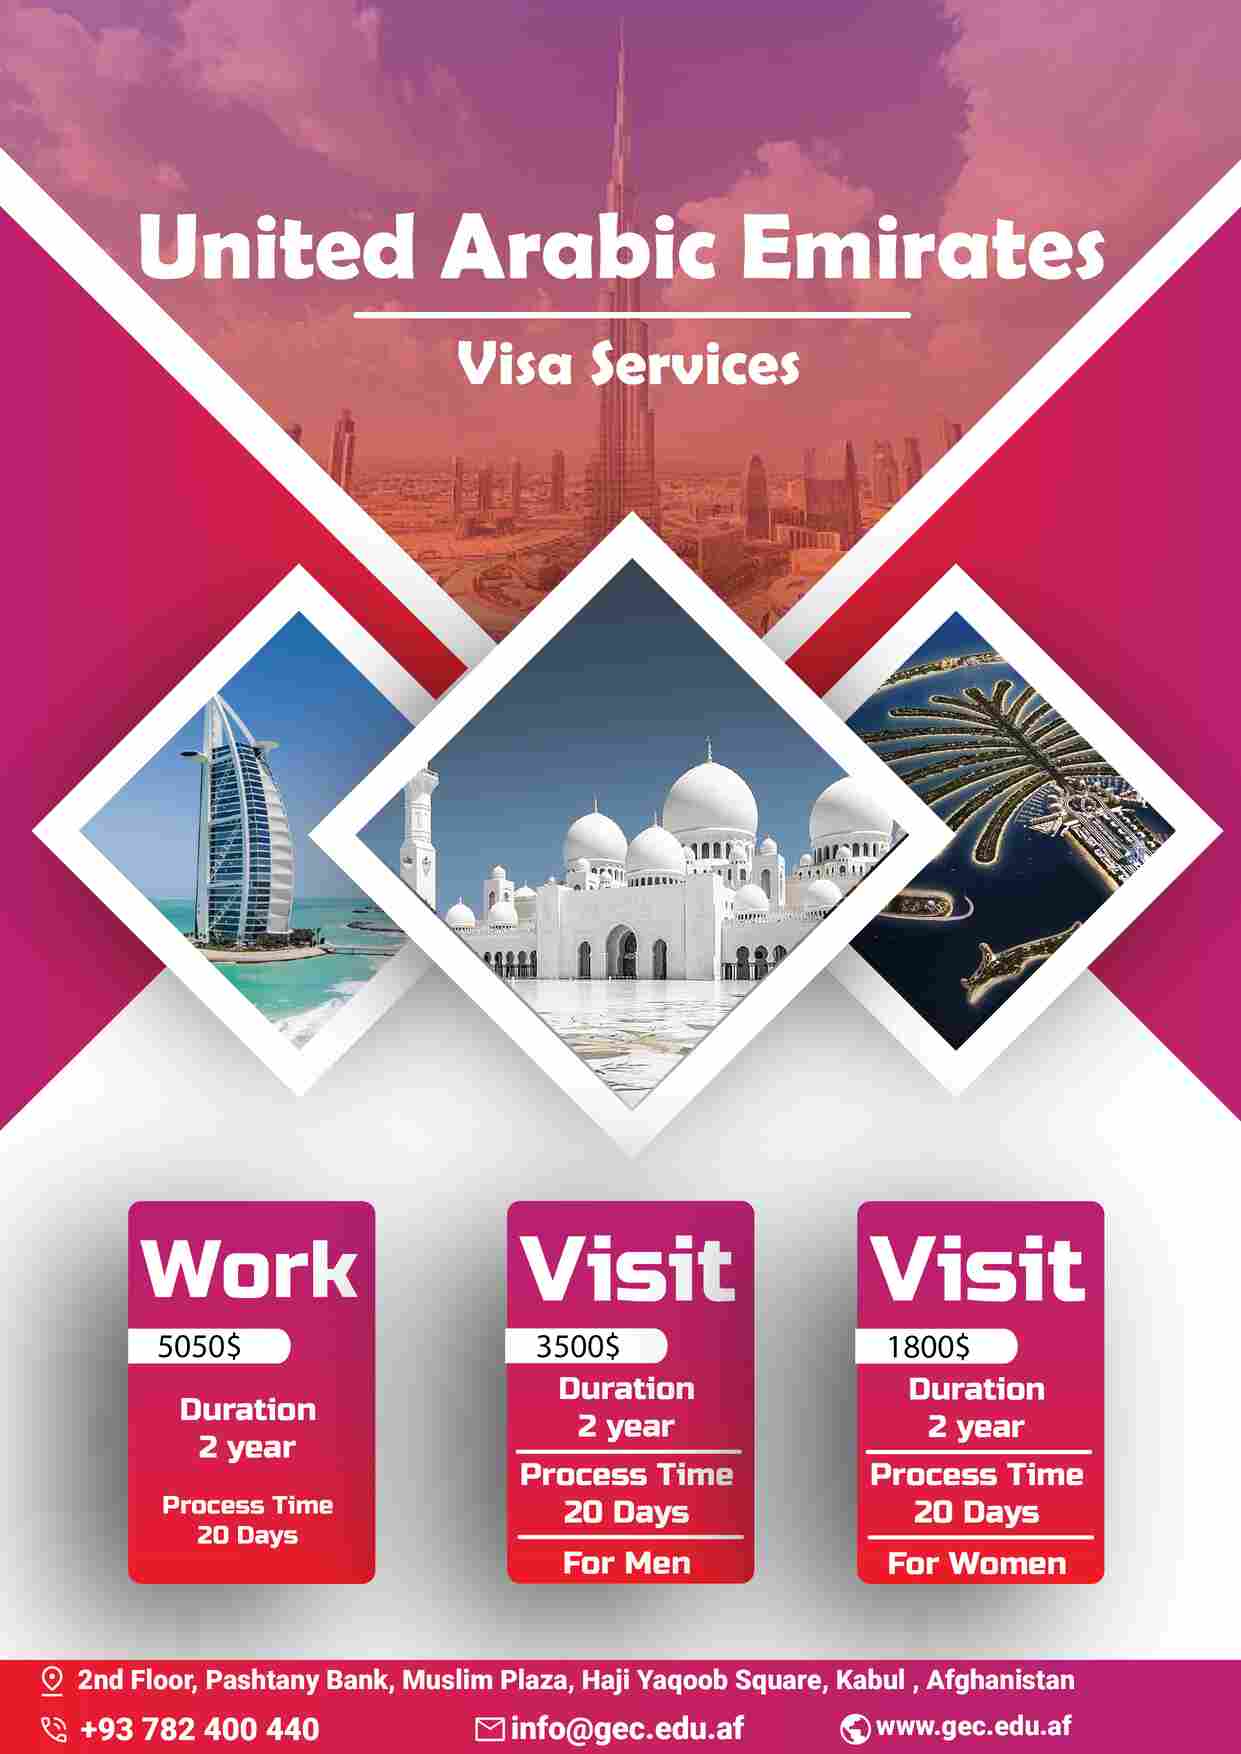 United Arabic Emirates
Visa Services
Work
5050$
Duration
2 year
Process Time
20 Days
Visit
3500$
Duration
2 year
Process Time
20 Days
For Men
Visit
1800$
Duration
2 year
Process Time
20 Days
For Women
2nd Floor, Pashtany Bank, Muslim Plaza, Haji Yaqoob Square, Kabul , Afghanistan
+93 782 400 440
info@gec.edu.af
www.gec.edu.af